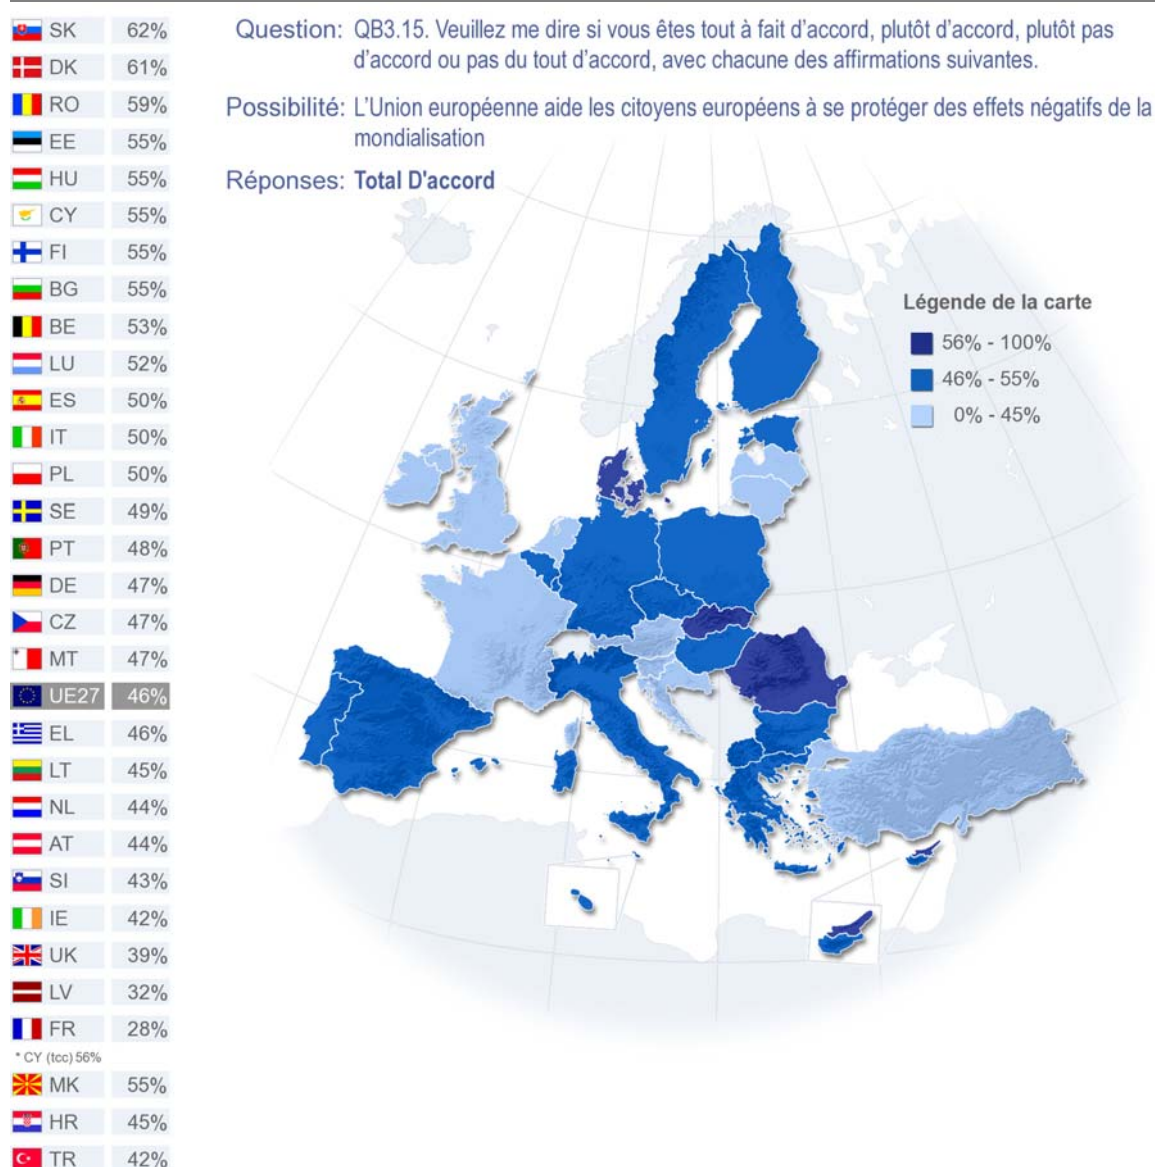 SK 62%
DK 61%
RO 59%
EE 55%
HU 55%
CY 55%
FI 55%
BG 55%
BE 53%
LU 52%
ES 50%
IT 50%
PL 50%
SE 49%
PT 48%
DE 47%
CZ 47%
MT 47%
UE27 46%
EL 46%
LT 45%
NL 44%
AT 44%
SI 43%
IE 42%
UK 39%
LV 32%
FR 28%
* CY (tcc) 56%
MK 55%
HR 45%
TR 42%
Question: QB3.15. Veuillez me dire si vous êtes tout à fait d’accord, plutôt d’accord, plutôt pas
d’accord ou pas du tout d’accord, avec chacune des affirmations suivantes.
Possibilité: L’Union européenne aide les citoyens européens à se protéger des effets négatifs de la
mondialisation
Réponses: Total D'accord
Légende de la carte
56% - 100%
46% - 55%
0% - 45%